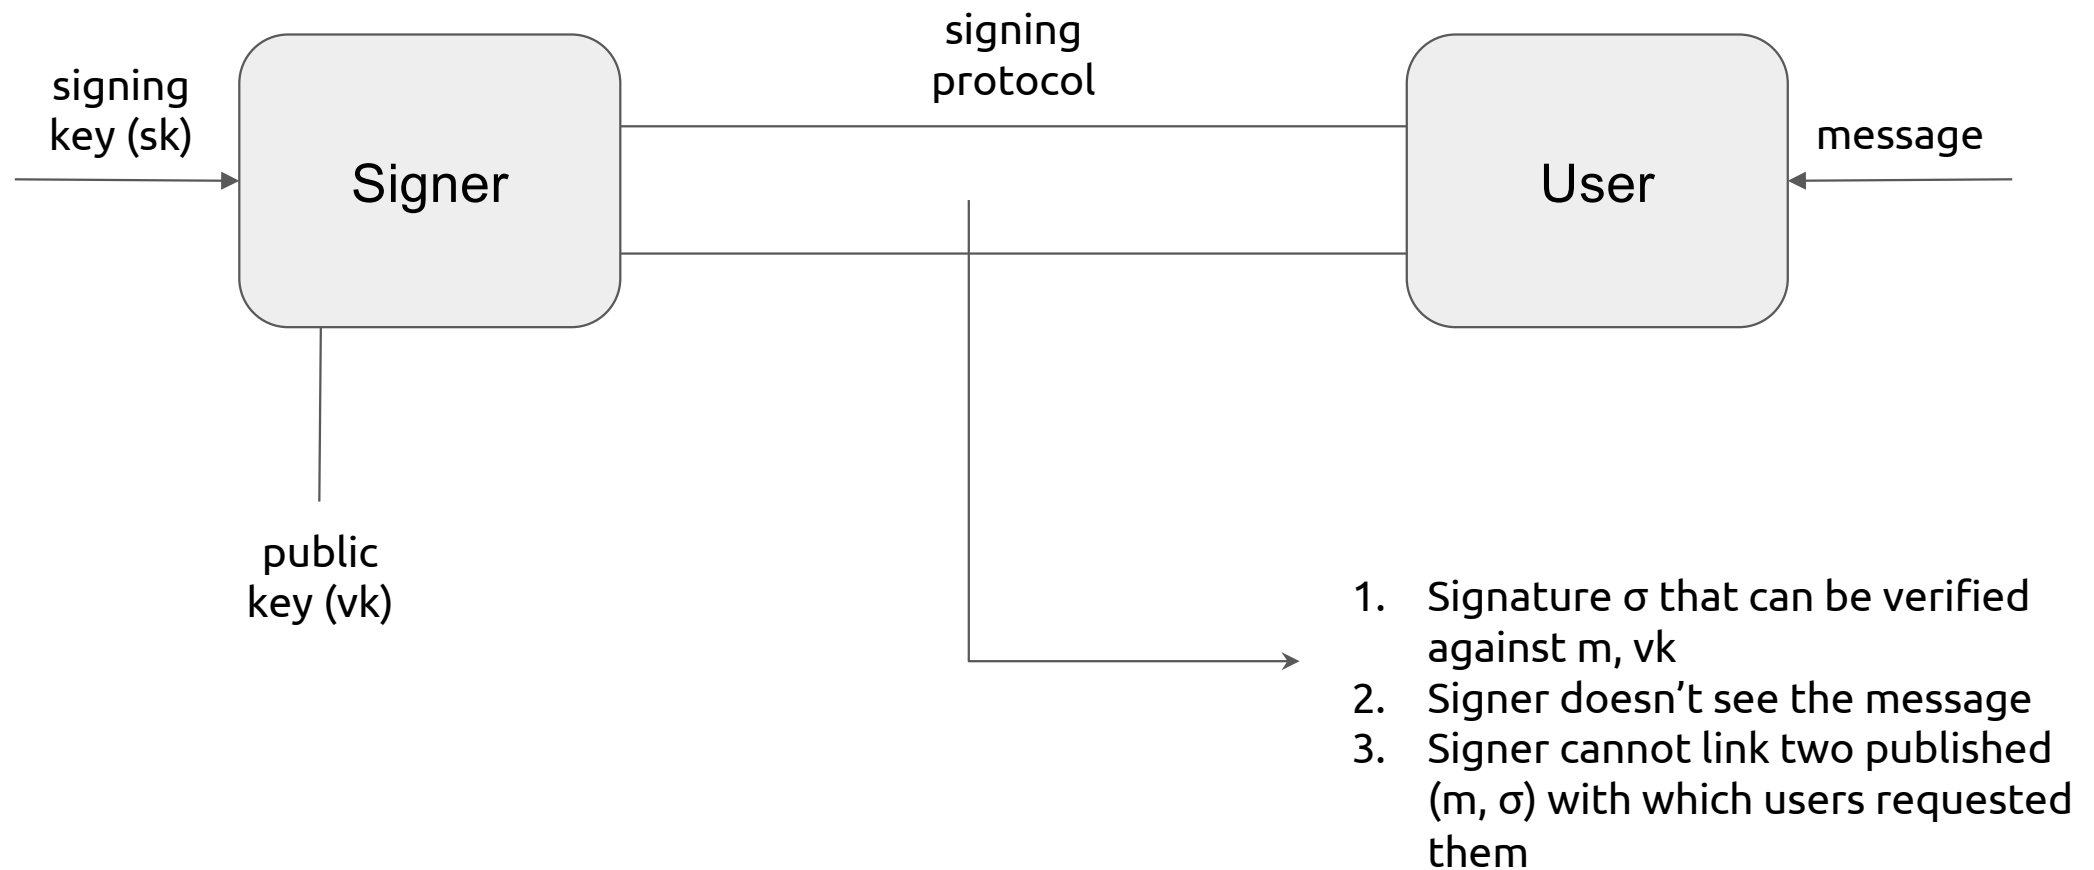 signing
protocol
signing
key (sk)
Signer
User
message
public
key (vk)
1. Signature σ that can be verified
against m, vk
2. Signer doesn’t see the message
3. Signer cannot link two published
(m, σ) with which users requested
them